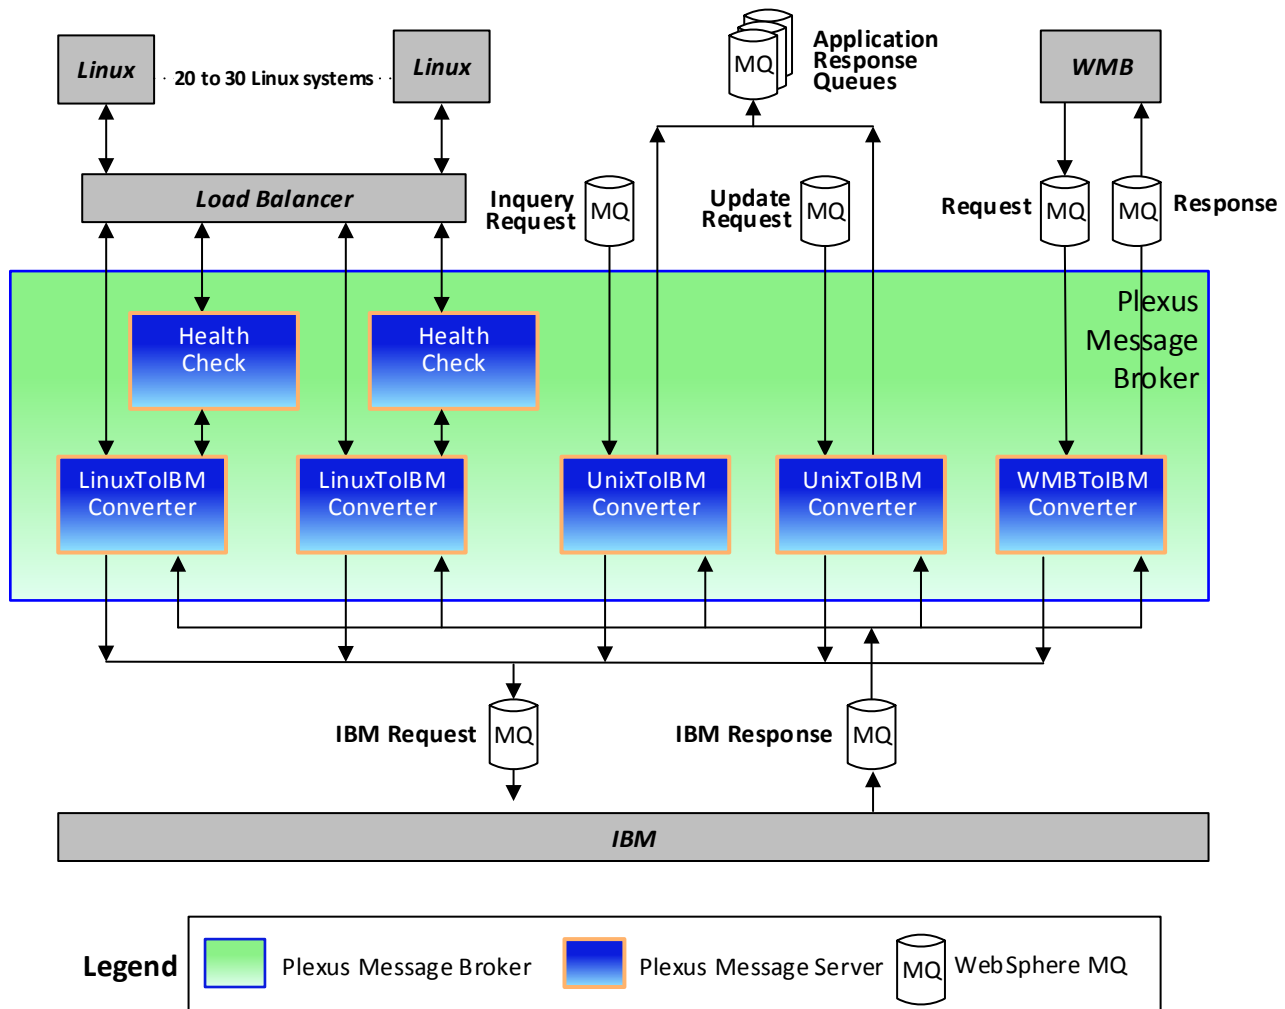 Linux
20 to 30 Linux systems
Linux
MQ
Application
Response
Queues
WMB
Load Balancer
Inquery
Request
MQ
Update
Request
MQ
Request
MQ
MQ
Response
Plexus
Message
Broker
Health
Check
Health
Check
LinuxToIBM
Converter
LinuxToIBM
Converter
UnixToIBM
Converter
UnixToIBM
Converter
WMBToIBM
Converter
IBM Request
MQ
IBM Response
MQ
IBM
Legend
Plexus Message Broker
Plexus Message Server
MQ
WebSphere MQ